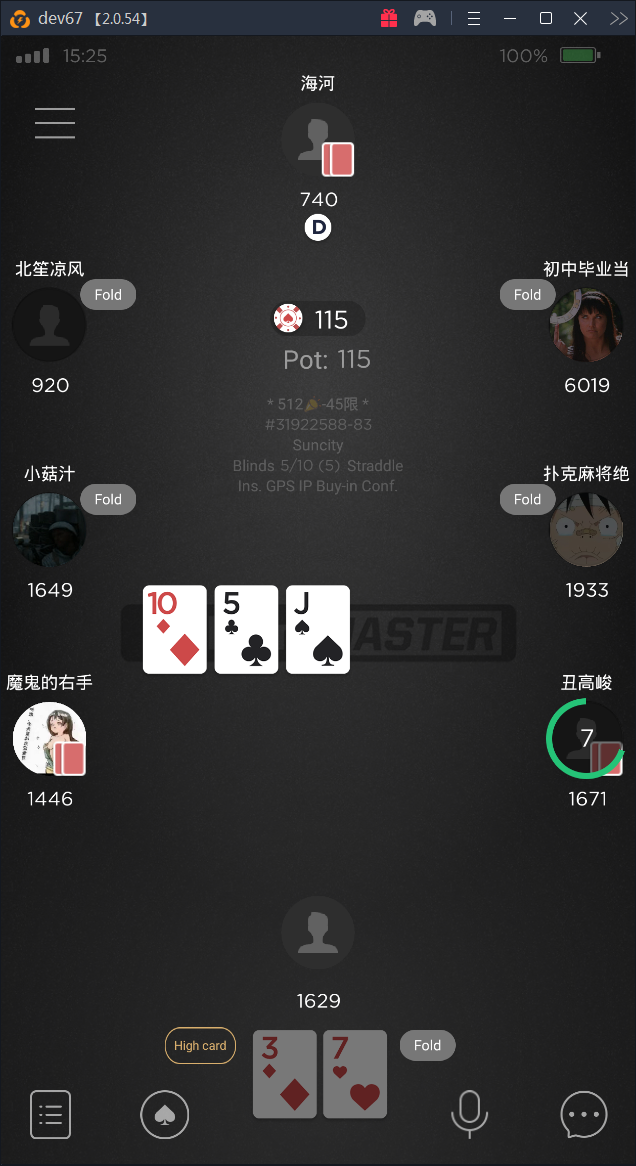 dev67 【2.0.54】
15:25
100%
海河
740
D
北笙凉风
初中毕业当
Fold
Fold
115
Pot: 115
920
6019
* 512🌽-45限 *
#31922588-83
Suncity
Blinds 5/10 (5) Straddle
Ins. GPS IP Buy-in Conf.
小菇汁
扑克麻将绝
Fold
Fold
1649
1933
10
5
J
ASTER
魔鬼的右手
丑高峻
7
1446
1671
1629
High card
3
7
Fold